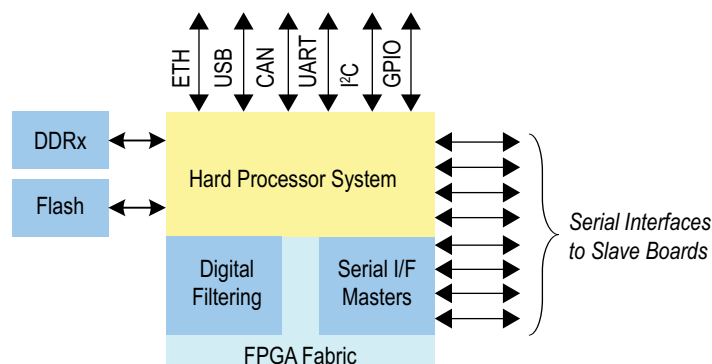 ETH
USB
CAN
UART
I²C
GPIO
DDRx
Flash
Hard Processor System
Digital
Filtering
Serial I/F
Masters
FPGA Fabric
Serial Interfaces
to Slave Boards